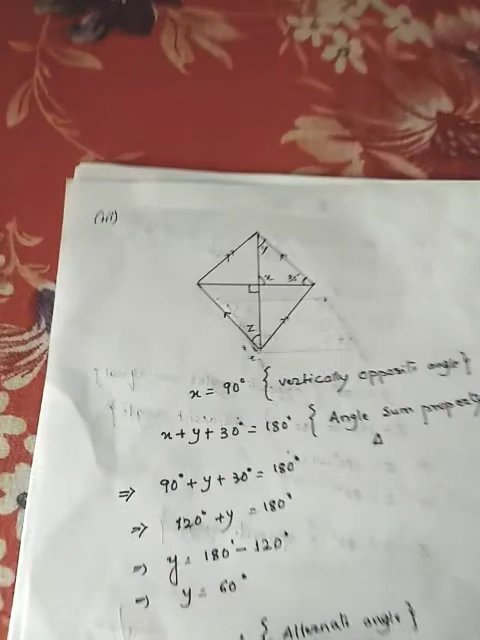 (iii)
y
x 30°
z
z
x = 90° { vertically opposite angle }
x + y + 30° = 180° { Angle sum property
Δ
⇒ 90° + y + 30° = 180°
⇒ 120° + y = 180°
⇒ y = 180° - 120°
⇒ y = 60°
{ Alternate angle }